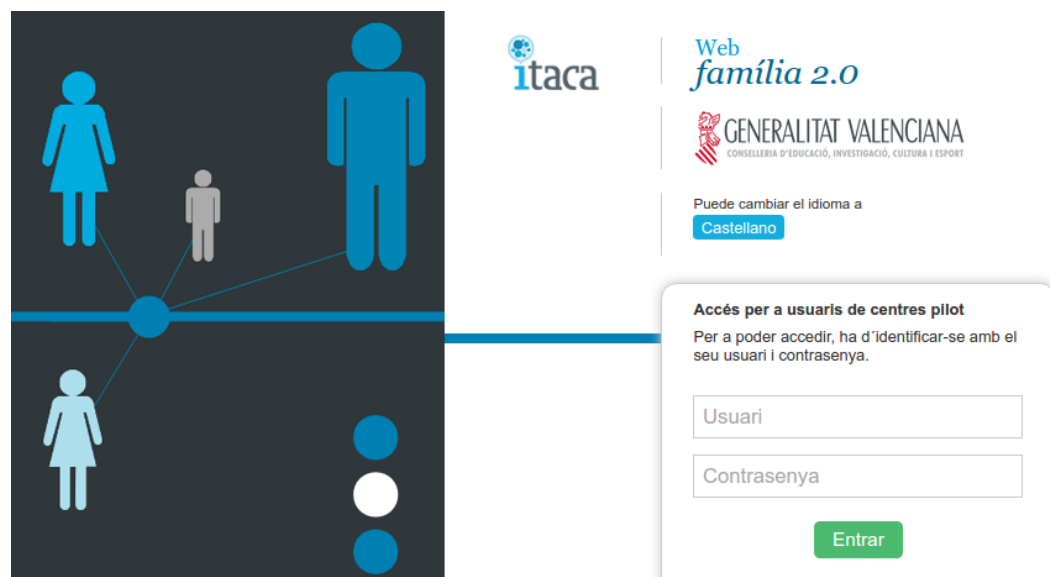 itaca
Web
família 2.0
GENERALITAT VALENCIANA
CONSELLERIA D'EDUCACIÓ, INVESTIGACIÓ, CULTURA I ESPORT
Puede cambiar el idioma a
Castellano
Accés per a usuaris de centres pilot
Per a poder accedir, ha d´identificar-se amb el
seu usuari i contrasenya.
Usuari
Contrasenya
Entrar